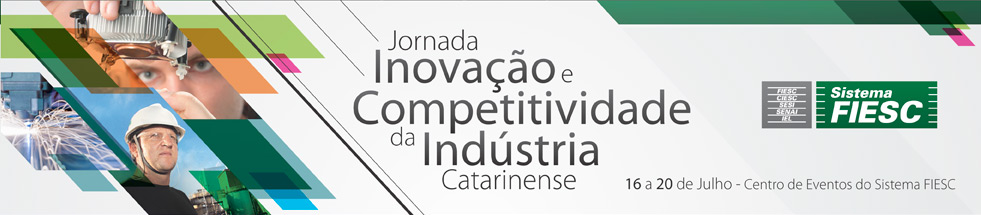 Jornada
Inovação e
Competitividade
da Indústria
Catarinense
FIESC
CIESC
SESI
SENAI
IEL
Sistema
FIESC
16 a 20 de Julho - Centro de Eventos do Sistema FIESC